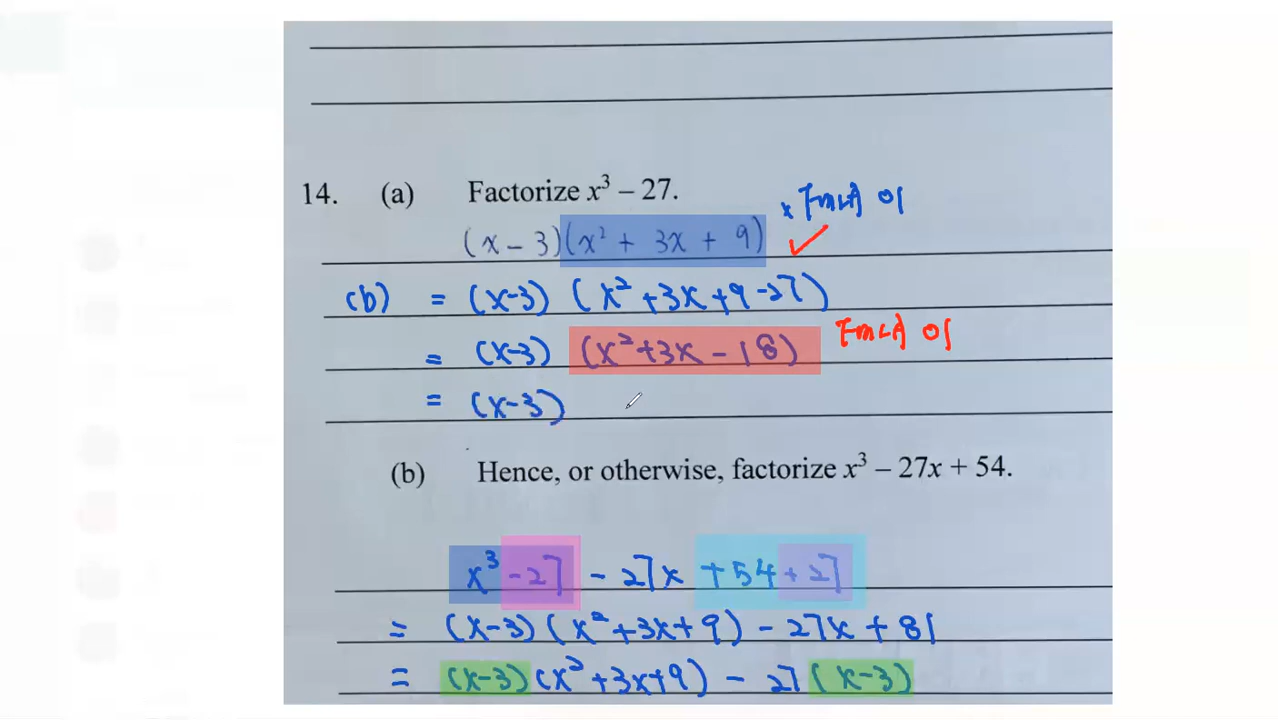 14. (a) Factorize x³ – 27.
(x – 3)(x² + 3x + 9)
(b) = (x-3) (x²+3x+9-27)
= (x-3) (x²+3x-18)
= (x-3)
(b) Hence, or otherwise, factorize x³ – 27x + 54.
x³ -27 - 27x +54 +27
= (x-3)(x²+3x+9) - 27x + 81
= (x-3)(x²+3x+9) - 27(x-3)